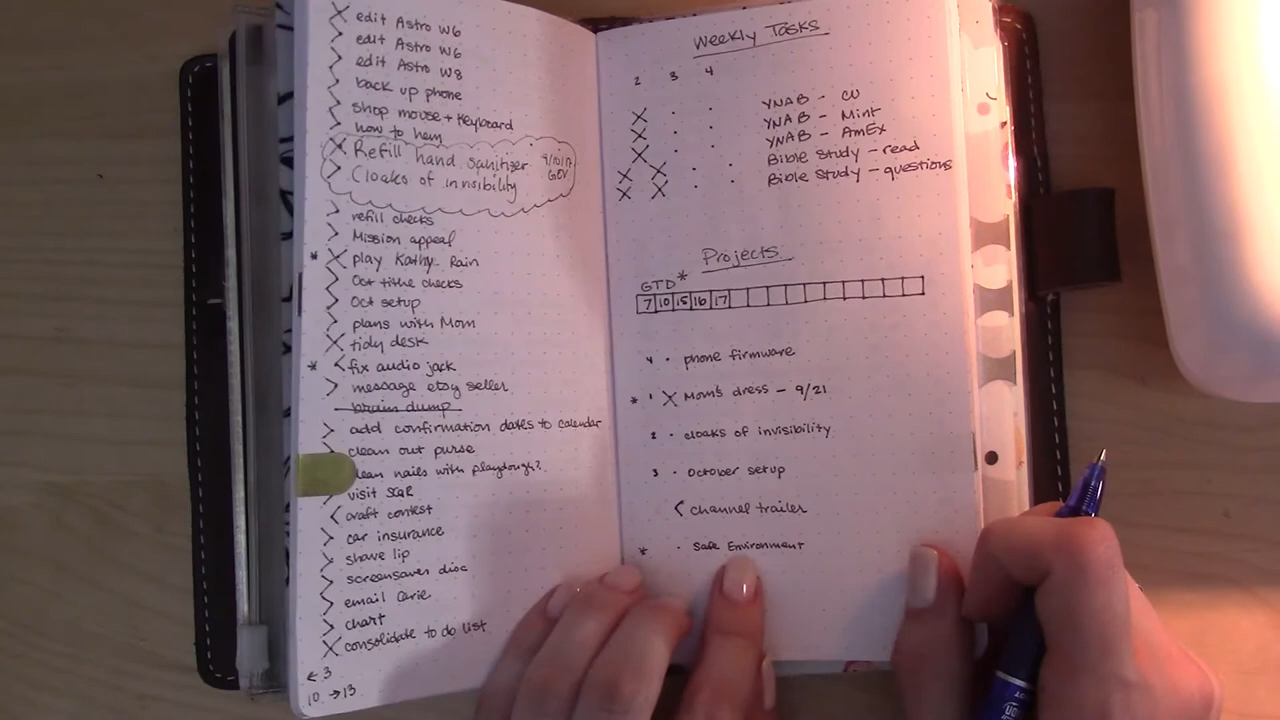 X edit Astro W6
> edit Astro W6
> edit Astro W8
> back up phone
> shop mouse + keyboard
> how to hem
X Refill hand sanitizer 9/10/17
> Cloaks of invisibility GEV
> refill checks
> Mission appeal
* X play Kathy Rain
> Oct tithe checks
> Oct setup
> plans with Mom
X tidy desk
* < fix audio jack
> message etsy seller
brain dump
> add confirmation dates to calendar
> clean out purse
lean nails with playdough?
> visit
< craft contest
> car insurance
> shave lip
> screensaver disc
> email Carie
> chart
X consolidate to do list
← 3
10 → 13
Weekly Tasks
2 3 4
X · · YNAB - CU
X · · YNAB - Mint
X · · YNAB - AmEx
X X · · Bible Study - read
X X · · Bible Study - questions
Projects
GTD *
7 10 15 16 17
4 · phone firmware
* 1 X Mom's dress - 9/21
2 · cloaks of invisibility
3 · October setup
< channel trailer
* · Safe Environment